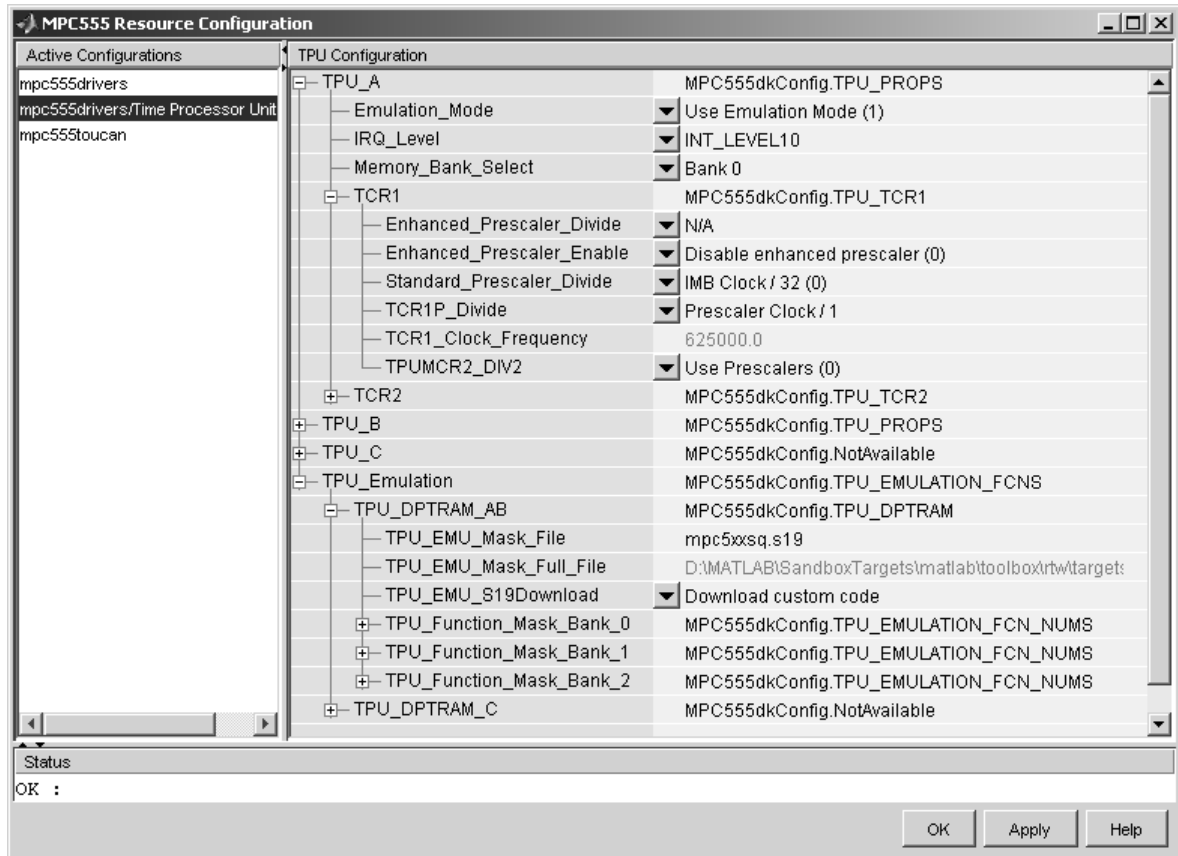 MPC555 Resource Configuration
Active Configurations
mpc555drivers
mpc555drivers/Time Processor Unit
mpc555toucan
TPU Configuration
TPU_A MPC555dkConfig.TPU_PROPS
Emulation_Mode Use Emulation Mode (1)
IRQ_Level INT_LEVEL10
Memory_Bank_Select Bank 0
TCR1 MPC555dkConfig.TPU_TCR1
Enhanced_Prescaler_Divide N/A
Enhanced_Prescaler_Enable Disable enhanced prescaler (0)
Standard_Prescaler_Divide IMB Clock / 32 (0)
TCR1P_Divide Prescaler Clock / 1
TCR1_Clock_Frequency 625000.0
TPUMCR2_DIV2 Use Prescalers (0)
TCR2 MPC555dkConfig.TPU_TCR2
TPU_B MPC555dkConfig.TPU_PROPS
TPU_C MPC555dkConfig.NotAvailable
TPU_Emulation MPC555dkConfig.TPU_EMULATION_FCNS
TPU_DPTRAM_AB MPC555dkConfig.TPU_DPTRAM
TPU_EMU_Mask_File mpc5xxsq.s19
TPU_EMU_Mask_Full_File D:\MATLAB\SandboxTargets\matlab\toolbox\rtw\targets
TPU_EMU_S19Download Download custom code
TPU_Function_Mask_Bank_0 MPC555dkConfig.TPU_EMULATION_FCN_NUMS
TPU_Function_Mask_Bank_1 MPC555dkConfig.TPU_EMULATION_FCN_NUMS
TPU_Function_Mask_Bank_2 MPC555dkConfig.TPU_EMULATION_FCN_NUMS
TPU_DPTRAM_C MPC555dkConfig.NotAvailable
Status
OK :
OK Apply Help